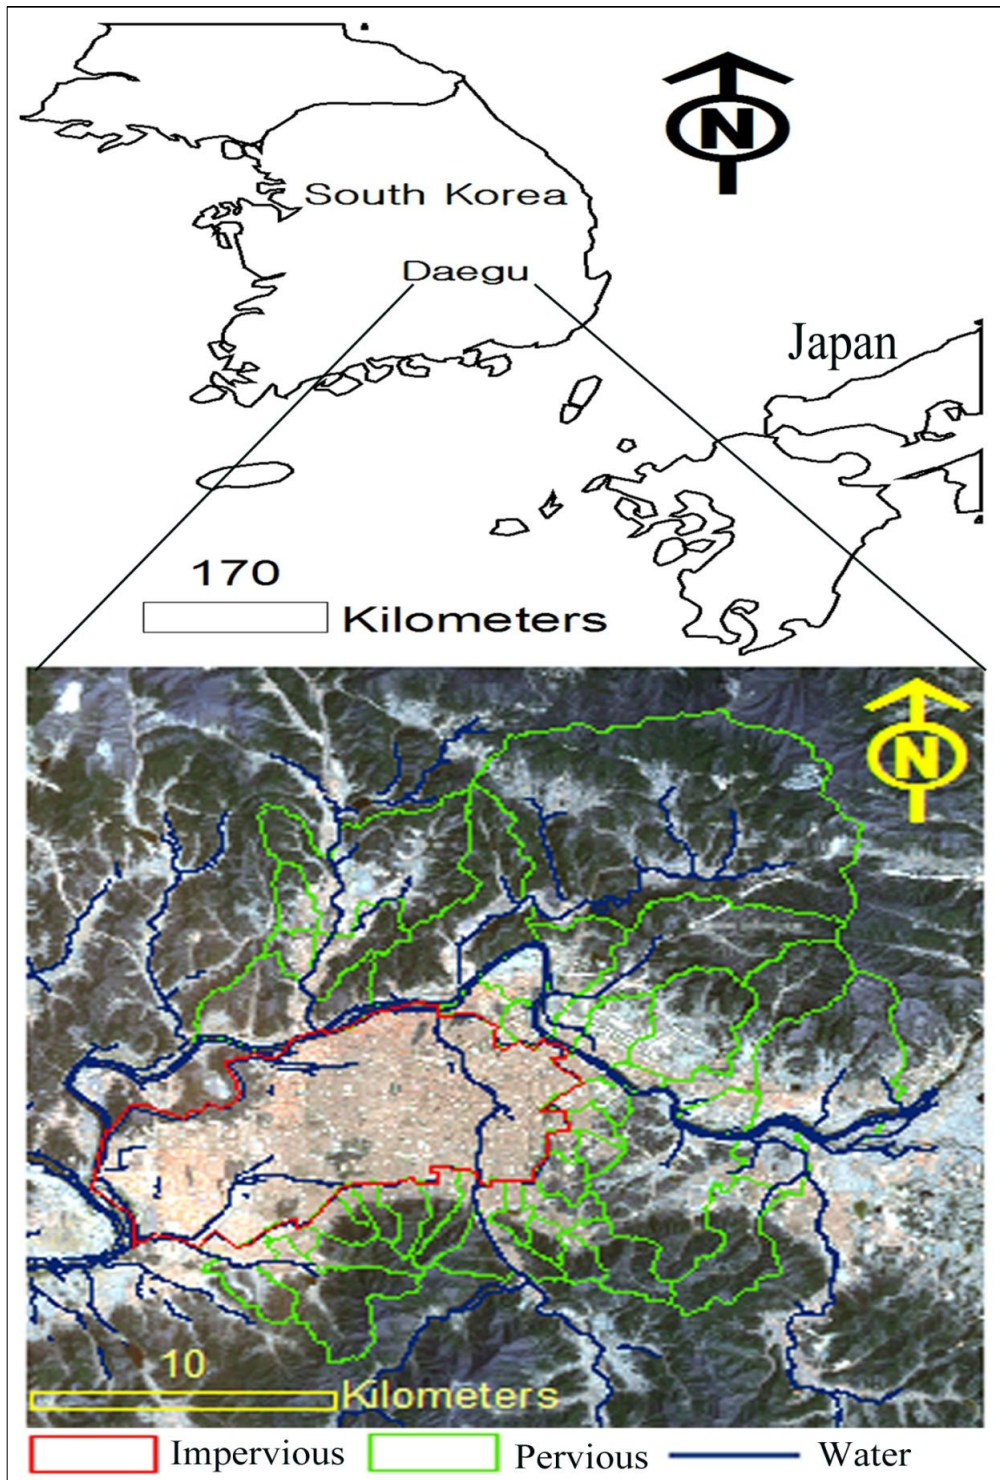 N
South Korea
Daegu
Japan
170
Kilometers
N
10
Kilometers
Impervious
Pervious
Water